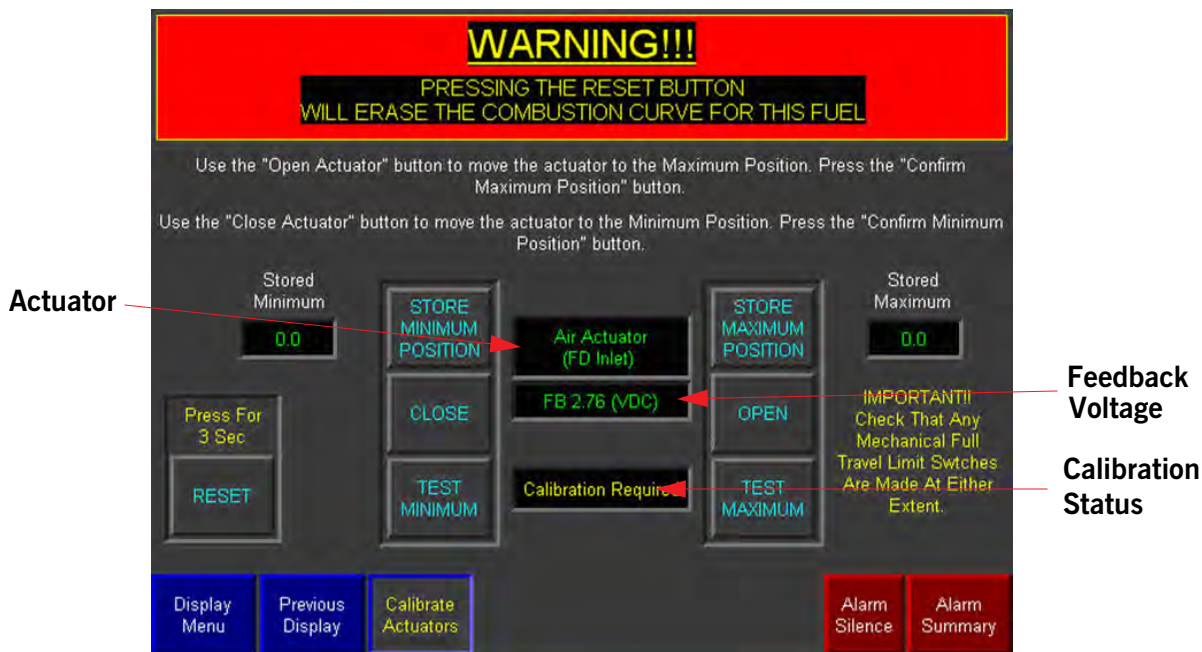 WARNING!!!
PRESSING THE RESET BUTTON
WILL ERASE THE COMBUSTION CURVE FOR THIS FUEL
Use the "Open Actuator" button to move the actuator to the Maximum Position. Press the "Confirm
Maximum Position" button.
Use the "Close Actuator" button to move the actuator to the Minimum Position. Press the "Confirm Minimum
Position" button.
Actuator
Stored
Minimum
0.0
Press For
3 Sec
RESET
STORE
MINIMUM
POSITION
CLOSE
TEST
MINIMUM
Air Actuator
(FD Inlet)
FB 2.76 (VDC)
Calibration Required
STORE
MAXIMUM
POSITION
OPEN
TEST
MAXIMUM
Stored
Maximum
0.0
IMPORTANT!!
Check That Any
Mechanical Full
Travel Limit Swtches
Are Made At Either
Extent.
Feedback
Voltage
Calibration
Status
Display
Menu
Previous
Display
Calibrate
Actuators
Alarm
Silence
Alarm
Summary